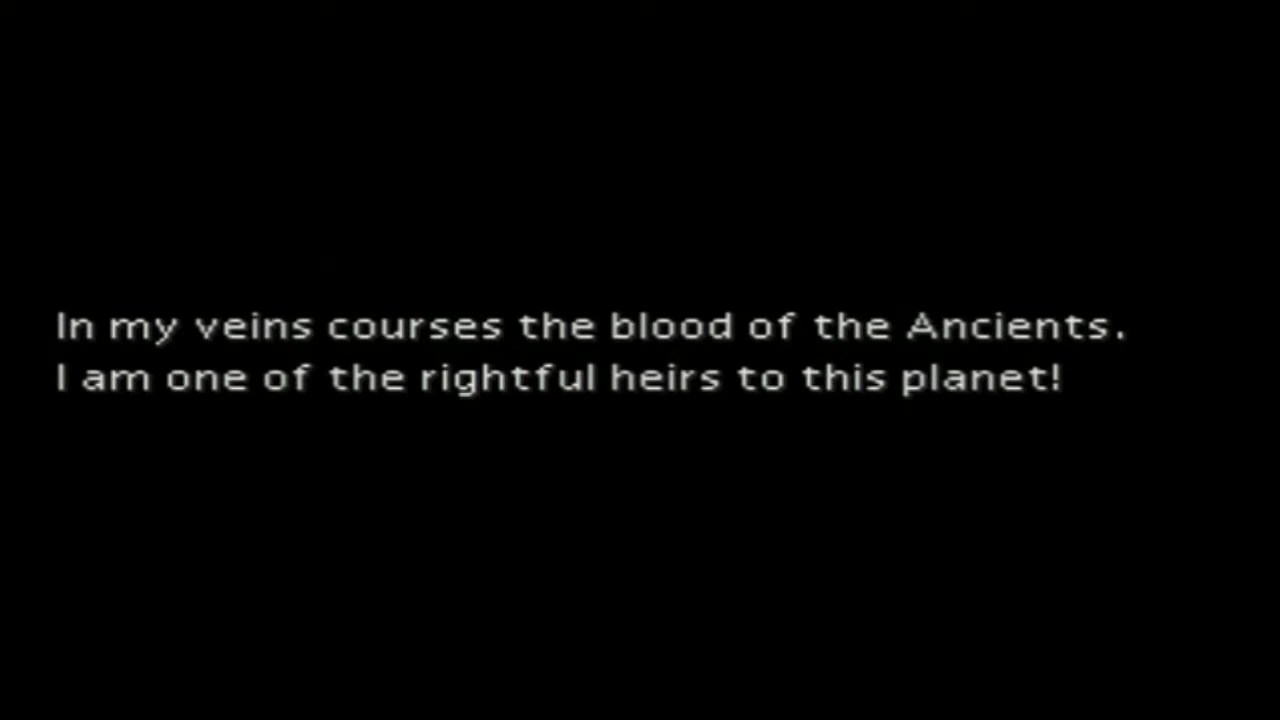 In my veins courses the blood of the Ancients.
I am one of the rightful heirs to this planet!